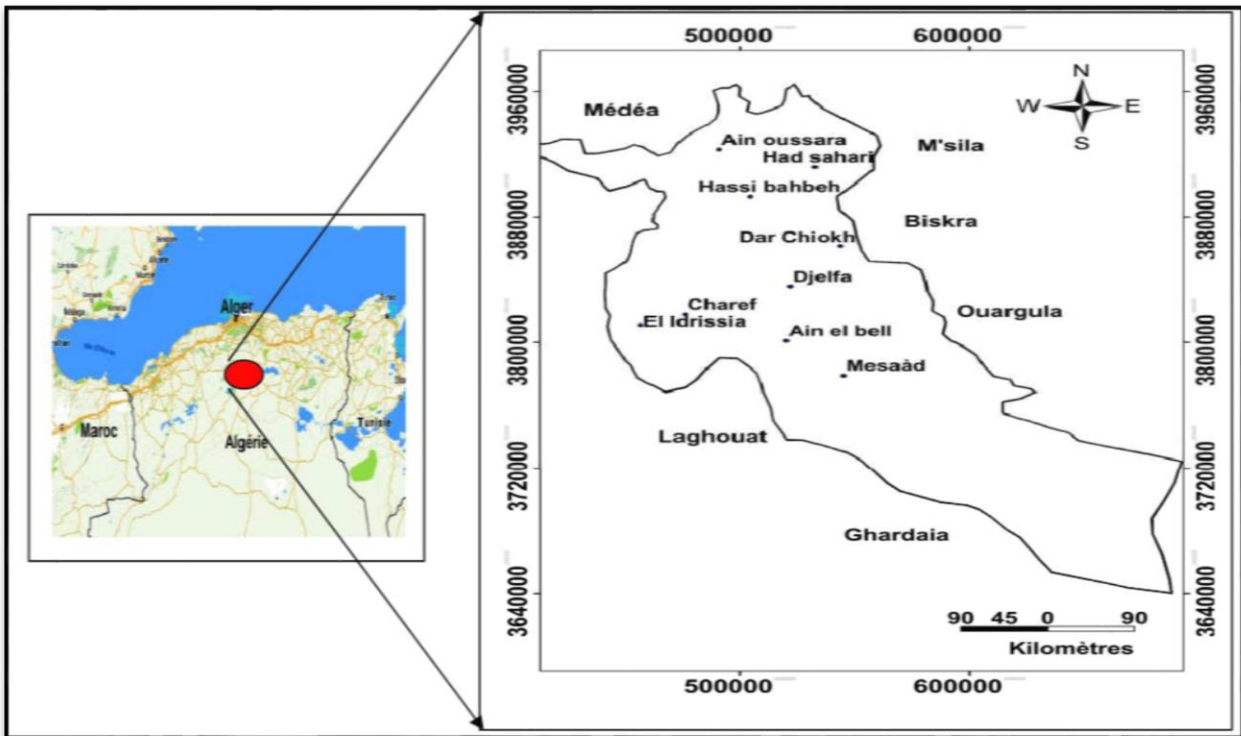 Alger
Maroc
Algérie
Tunisie
500000 600000
3960000
3880000
3800000
3720000
3640000
Médéa
N
W E
S
Ain oussara
M'sila
Had sahari
Hassi bahbeh
Biskra
Dar Chiokh
Djelfa
Charef
Ouargula
El Idrissia
Ain el bell
Mesaàd
Laghouat
Ghardaia
90 45 0 90
Kilomètres
3960000
3880000
3800000
3720000
3640000
500000 600000